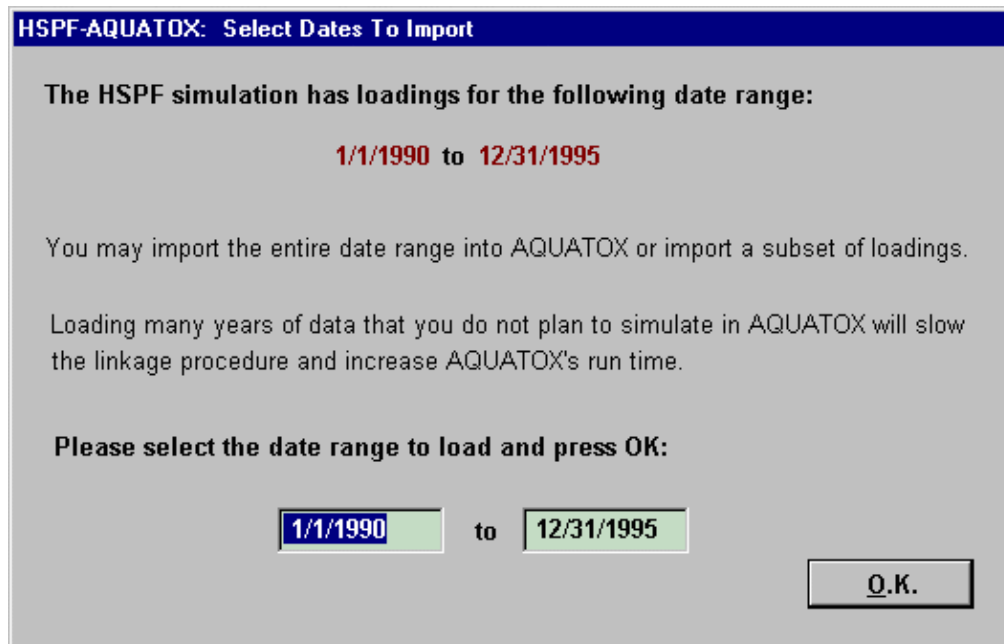 HSPF-AQUATOX: Select Dates To Import
The HSPF simulation has loadings for the following date range:
1/1/1990 to 12/31/1995
You may import the entire date range into AQUATOX or import a subset of loadings.
Loading many years of data that you do not plan to simulate in AQUATOX will slow
the linkage procedure and increase AQUATOX's run time.
Please select the date range to load and press OK:
1/1/1990 to 12/31/1995
O.K.